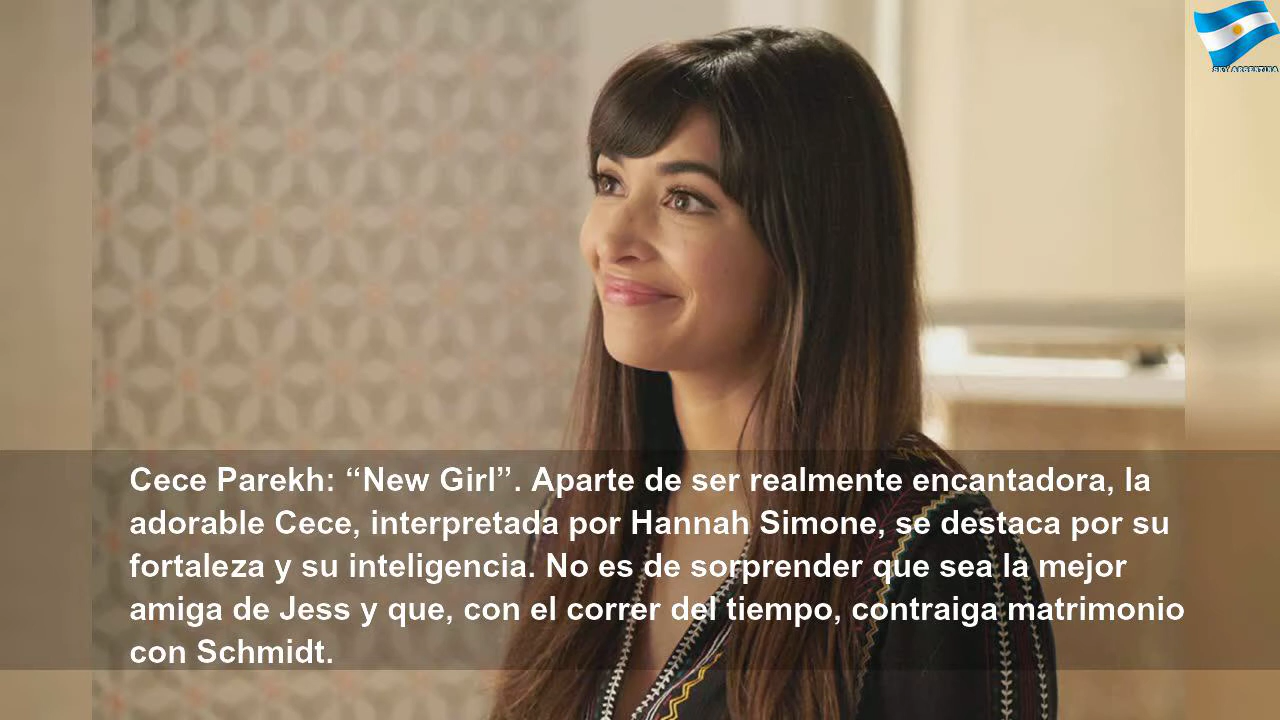 SKY ARGENTINA
Cece Parekh: “New Girl”. Aparte de ser realmente encantadora, la
adorable Cece, interpretada por Hannah Simone, se destaca por su
fortaleza y su inteligencia. No es de sorprender que sea la mejor
amiga de Jess y que, con el correr del tiempo, contraiga matrimonio
con Schmidt.